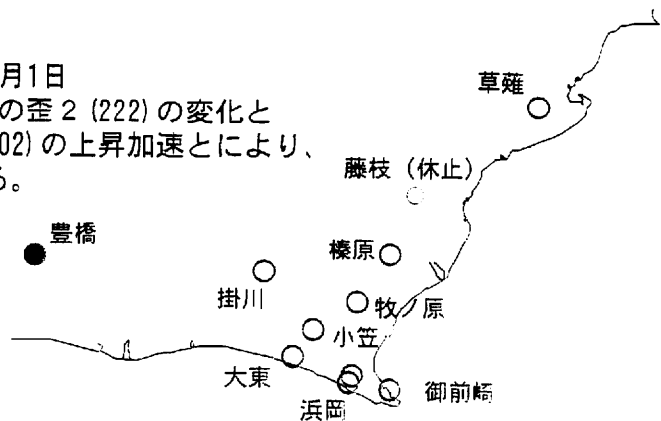 月1日
の歪2(222)の変化と
02)の上昇加速とにより、
る。
草薙
藤枝(休止)
豊橋
榛原
掛川
牧ノ原
小笠
大東
浜岡
御前崎